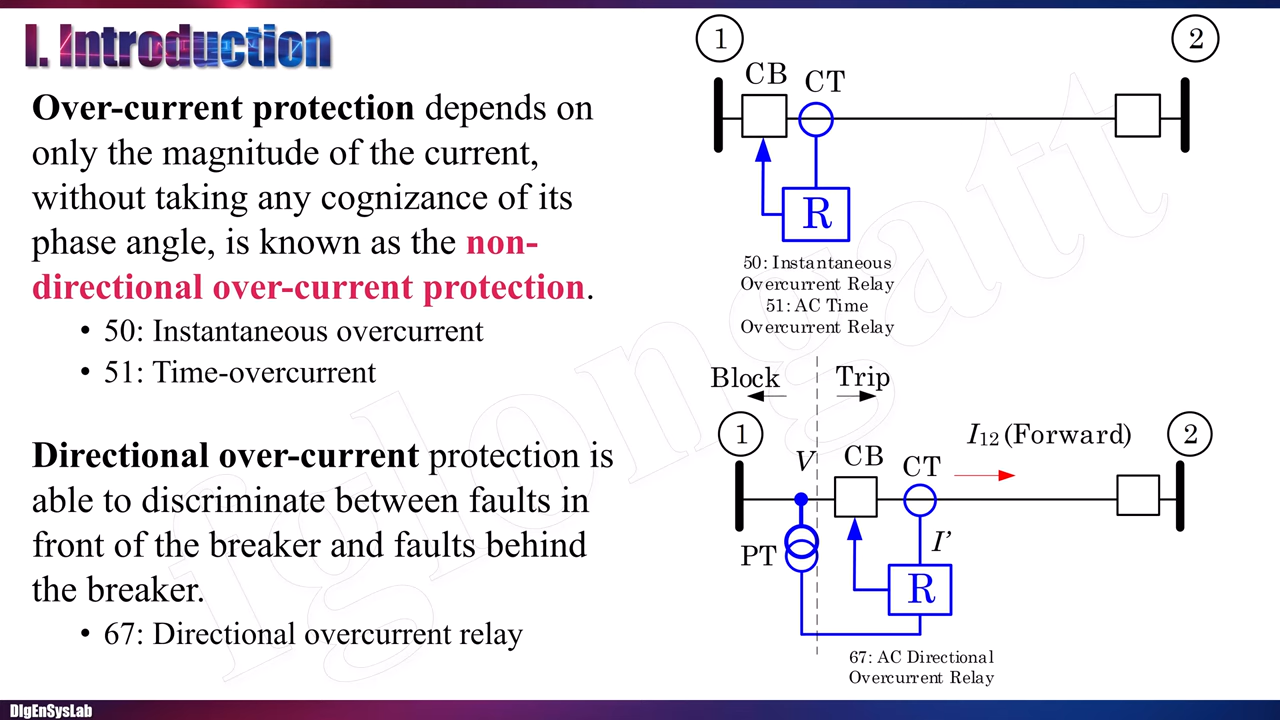 I. Introduction
Over-current protection depends on
only the magnitude of the current,
without taking any cognizance of its
phase angle, is known as the non-
directional over-current protection.
• 50: Instantaneous overcurrent
• 51: Time-overcurrent
Directional over-current protection is
able to discriminate between faults in
front of the breaker and faults behind
the breaker.
• 67: Directional overcurrent relay
1
2
CB
CT
R
50: Instantaneous
Overcurrent Relay
51: AC Time
Overcurrent Relay
Block
Trip
1
I12 (Forward)
2
V
CB
CT
PT
I'
R
67: AC Directional
Overcurrent Relay
fglongatt
DIgEnSysLab